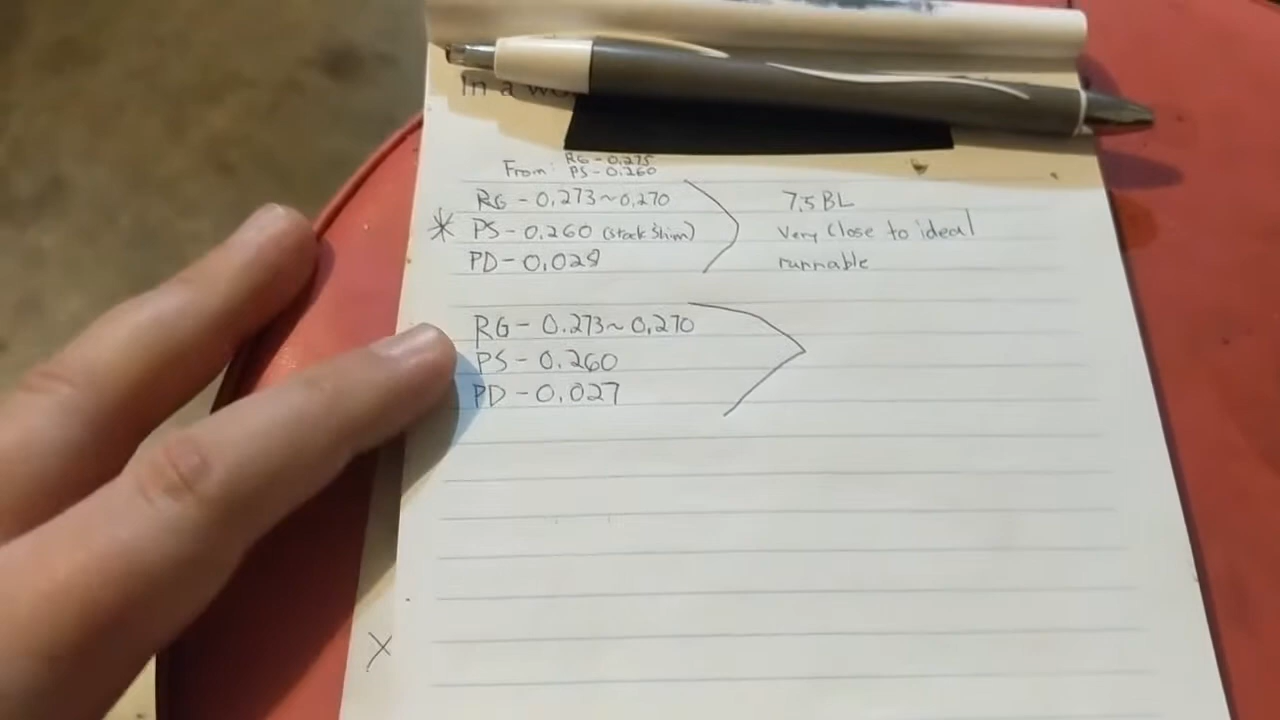 In a wo
From: RG - 0.275
PS - 0.260
RG - 0.273~0.270
* PS - 0.260 (stock shim)
PD - 0.028
7.5 BL
Very close to ideal
runnable
RG - 0.273~0.270
PS - 0.260
PD - 0.027
X